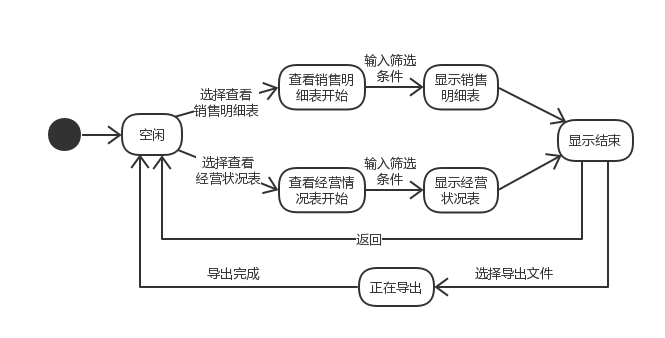 空闲
选择查看
销售明细表
查看销售明
细表开始
输入筛选
条件
显示销售
明细表
显示结束
选择查看
经营状况表
查看经营情
况表开始
输入筛选
条件
显示经营
状况表
返回
导出完成
正在导出
选择导出文件